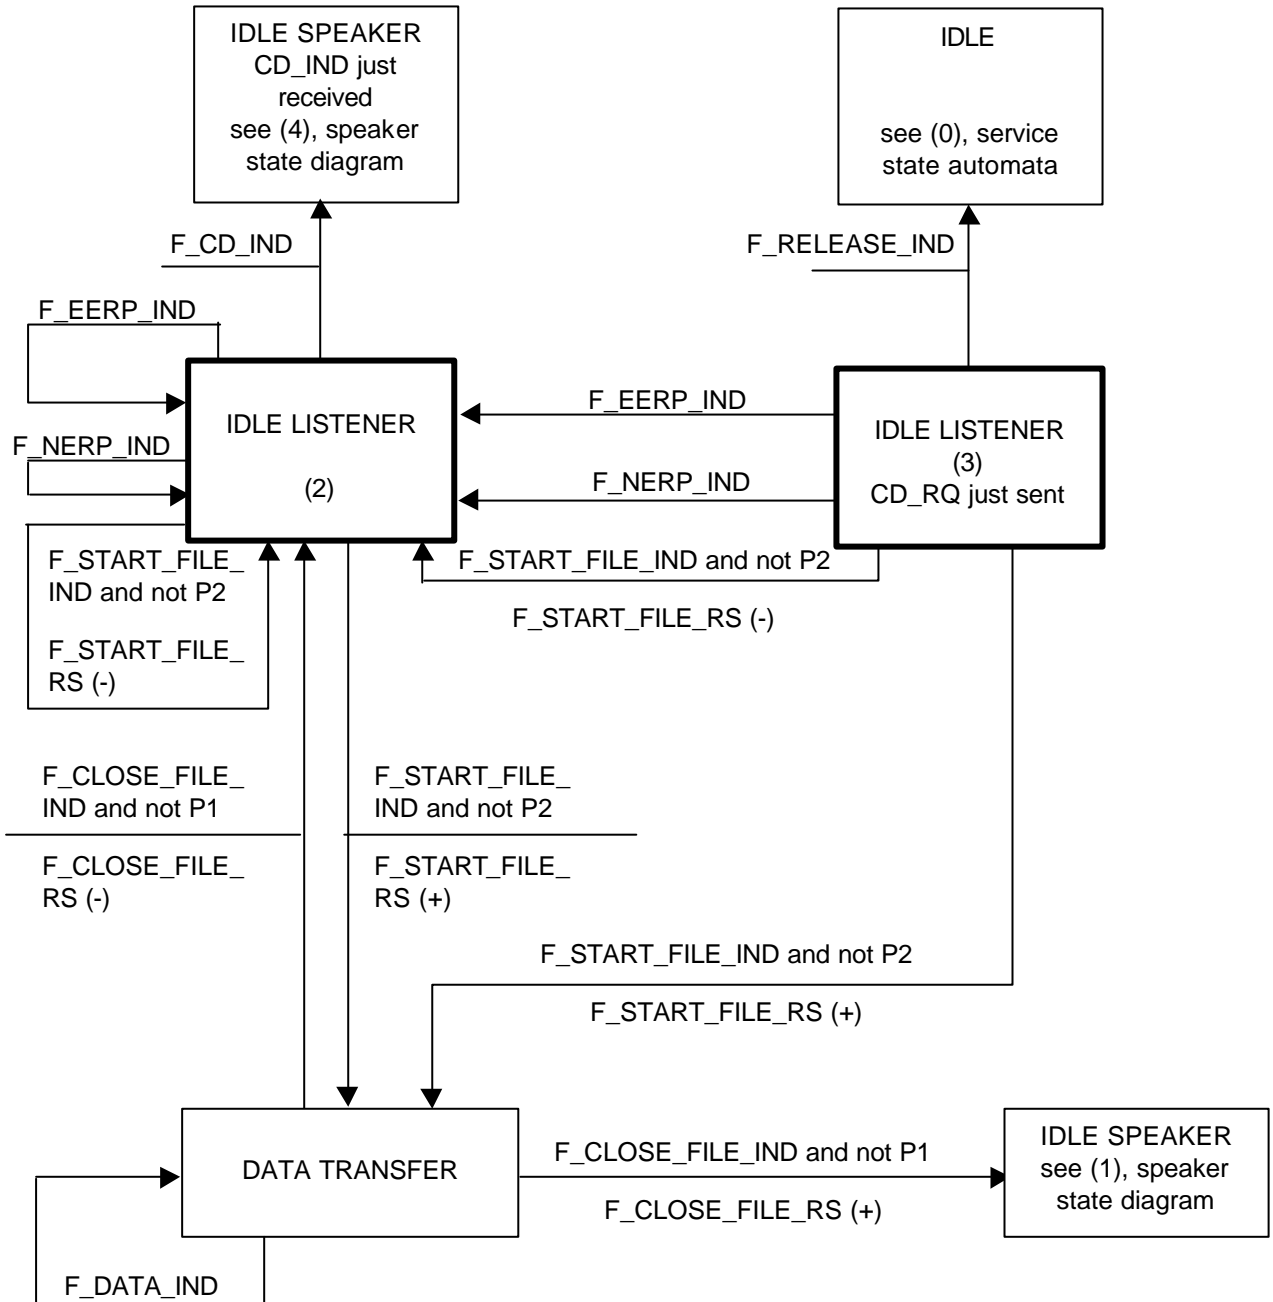 IDLE SPEAKER
CD_IND just
received
see (4), speaker
state diagram
IDLE
see (0), service
state automata
F_CD_IND
F_RELEASE_IND
F_EERP_IND
F_NERP_IND
IDLE LISTENER
(2)
F_EERP_IND
F_NERP_IND
IDLE LISTENER
(3)
CD_RQ just sent
F_START_FILE_
IND and not P2
F_START_FILE_
RS (-)
F_START_FILE_IND and not P2
F_START_FILE_RS (-)
F_CLOSE_FILE_
IND and not P1
F_CLOSE_FILE_
RS (-)
F_START_FILE_
IND and not P2
F_START_FILE_
RS (+)
F_START_FILE_IND and not P2
F_START_FILE_RS (+)
DATA TRANSFER
F_CLOSE_FILE_IND and not P1
F_CLOSE_FILE_RS (+)
IDLE SPEAKER
see (1), speaker
state diagram
F_DATA_IND